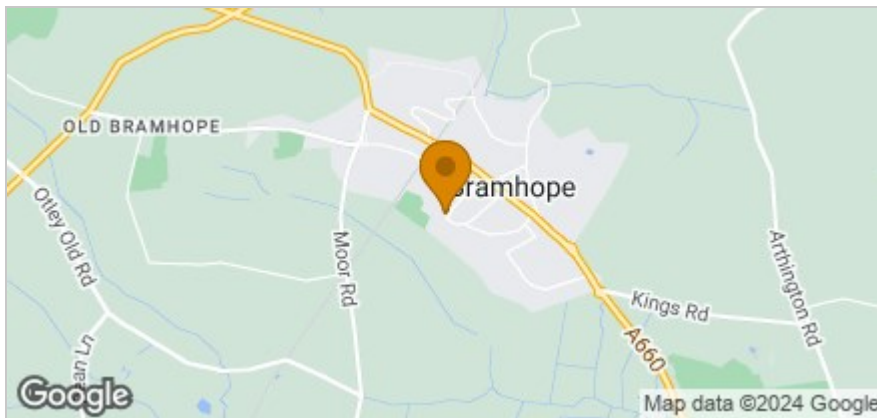 OLD BRAMHOPE
Bramhope
Otley Old Rd
Moor Rd
Arthington Rd
Kings Rd
A660
Google
Map data ©2024 Google